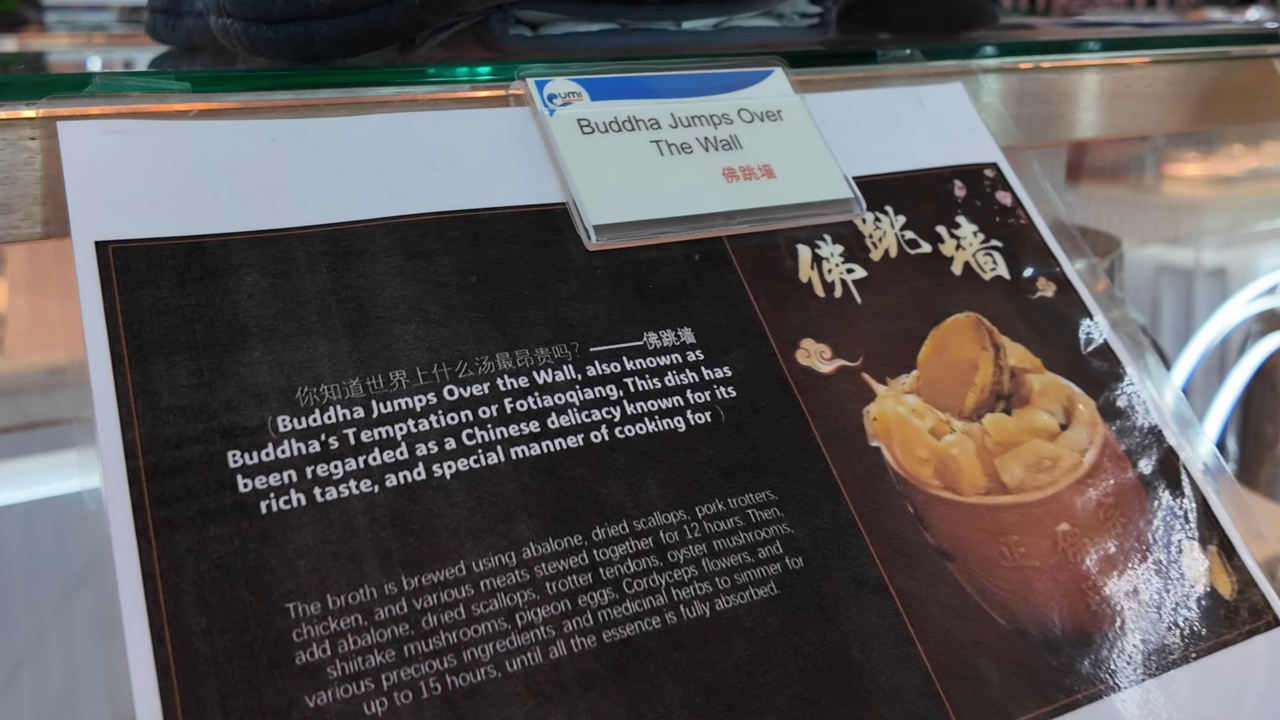 umi
Buddha Jumps Over
The Wall
佛跳墙
佛跳墙
你知道世界上什么汤最昂贵吗? ——佛跳墙
(Buddha Jumps Over the Wall, also known as
Buddha's Temptation or Fotiaoqiang, This dish has
been regarded as a Chinese delicacy known for its
rich taste, and special manner of cooking for )
The broth is brewed using abalone, dried scallops, pork trotters,
chicken, and various meats stewed together for 12 hours. Then,
add abalone, dried scallops, trotter tendons, oyster mushrooms,
shiitake mushrooms, pigeon eggs, Cordyceps flowers, and
various precious ingredients and medicinal herbs to simmer for
up to 15 hours, until all the essence is fully absorbed.